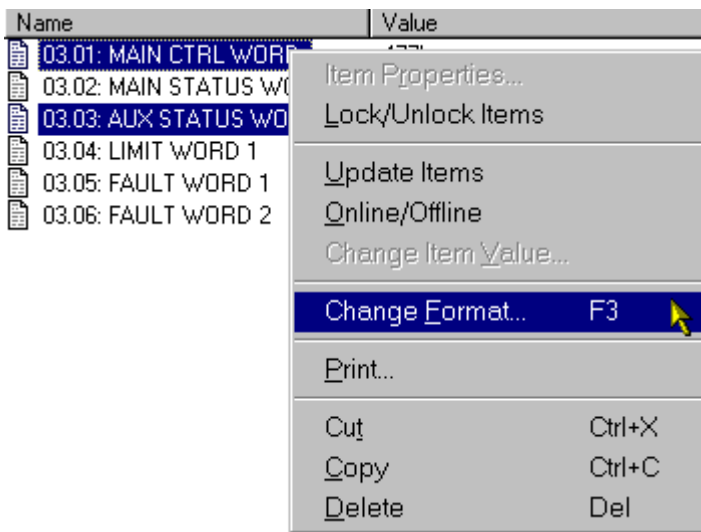 Name Value
03.01: MAIN CTRL WORD
03.02: MAIN STATUS
03.03: AUX STATUS
03.04: LIMIT WORD 1
03.05: FAULT WORD 1
03.06: FAULT WORD 2
Item Properties...
Lock/Unlock Items
Update Items
Online/Offline
Change Item Value...
Change Format... F3
Print...
Cut Ctrl+X
Copy Ctrl+C
Delete Del